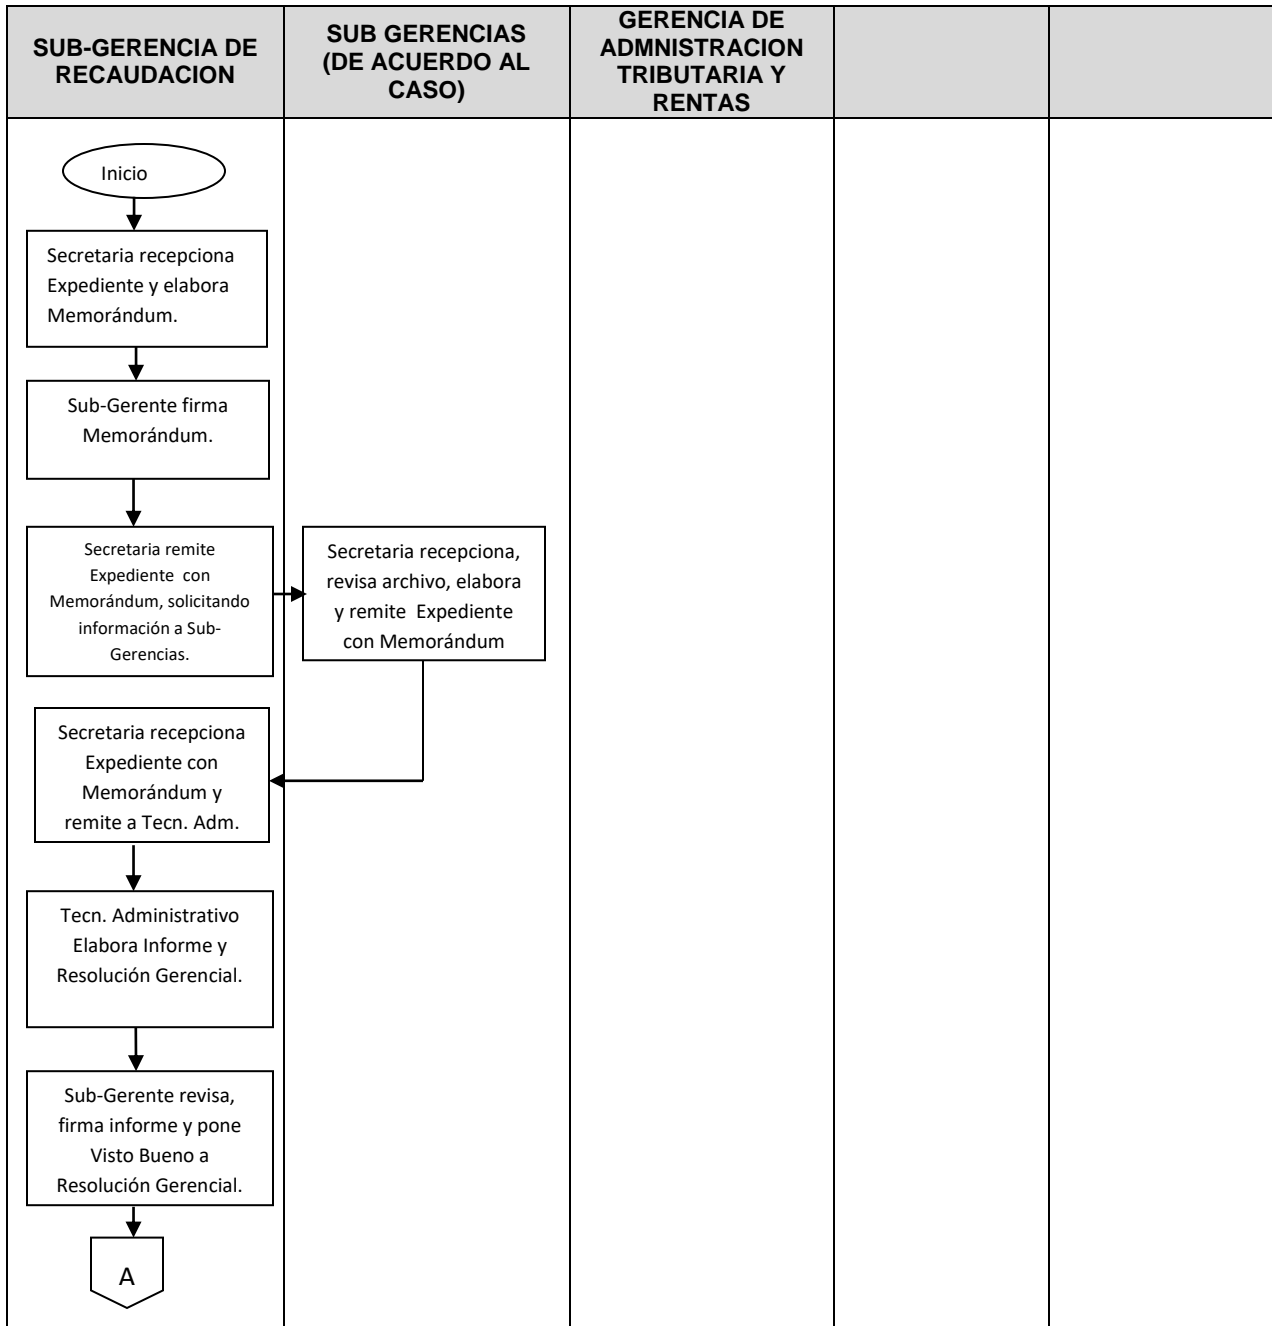 SUB-GERENCIA DE
RECAUDACION
SUB GERENCIAS
(DE ACUERDO AL
CASO)
GERENCIA DE
ADMNISTRACION
TRIBUTARIA Y
RENTAS
Inicio
Secretaria recepciona
Expediente y elabora
Memorándum.
Sub-Gerente firma
Memorándum.
Secretaria remite
Expediente con
Memorándum, solicitando
información a Sub-
Gerencias.
Secretaria recepciona,
revisa archivo, elabora
y remite Expediente
con Memorándum
Secretaria recepciona
Expediente con
Memorándum y
remite a Tecn. Adm.
Tecn. Administrativo
Elabora Informe y
Resolución Gerencial.
Sub-Gerente revisa,
firma informe y pone
Visto Bueno a
Resolución Gerencial.
A